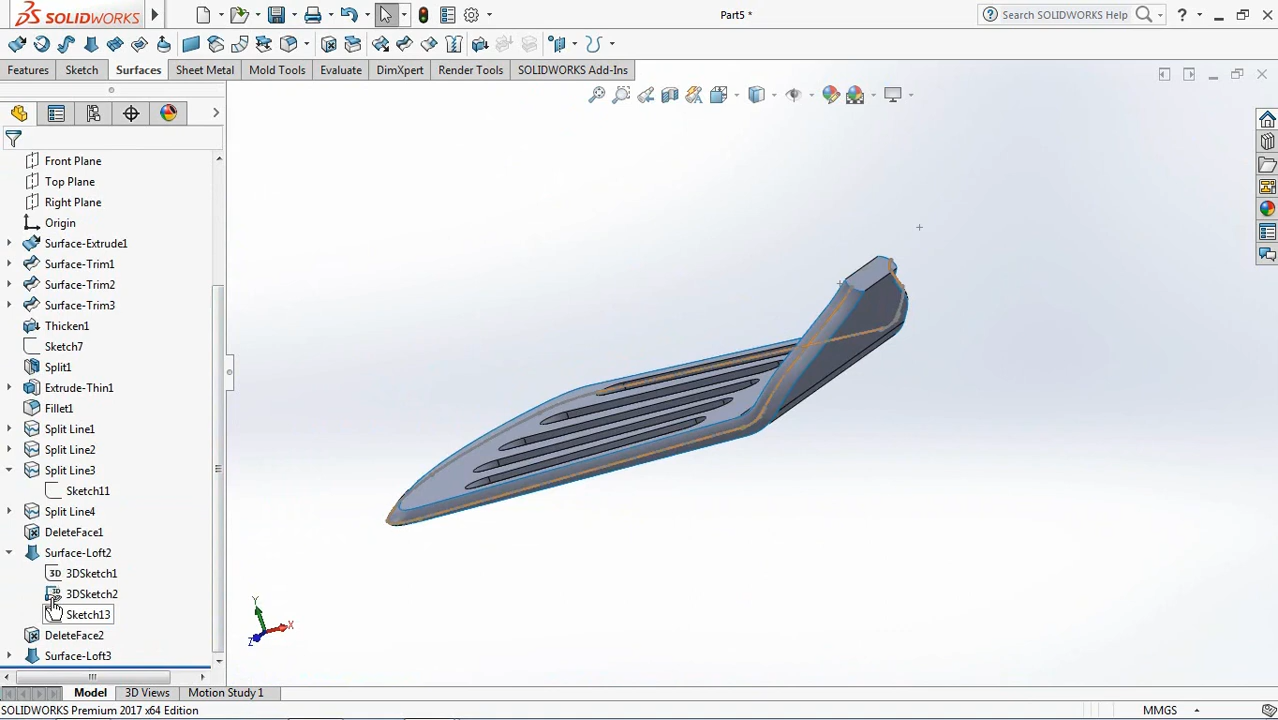 SOLIDWORKS
Part5 *
Search SOLIDWORKS Help
?
Features
Sketch
Surfaces
Sheet Metal
Mold Tools
Evaluate
DimXpert
Render Tools
SOLIDWORKS Add-Ins
Front Plane
Top Plane
Right Plane
Origin
Surface-Extrude1
Surface-Trim1
Surface-Trim2
Surface-Trim3
Thicken1
Sketch7
Split1
Extrude-Thin1
Fillet1
Split Line1
Split Line2
Split Line3
Sketch11
Split Line4
DeleteFace1
Surface-Loft2
3D 3DSketch1
3D 3DSketch2
Sketch13
DeleteFace2
Surface-Loft3
Y
X
Z
Model
3D Views
Motion Study 1
SOLIDWORKS Premium 2017 x64 Edition
MMGS